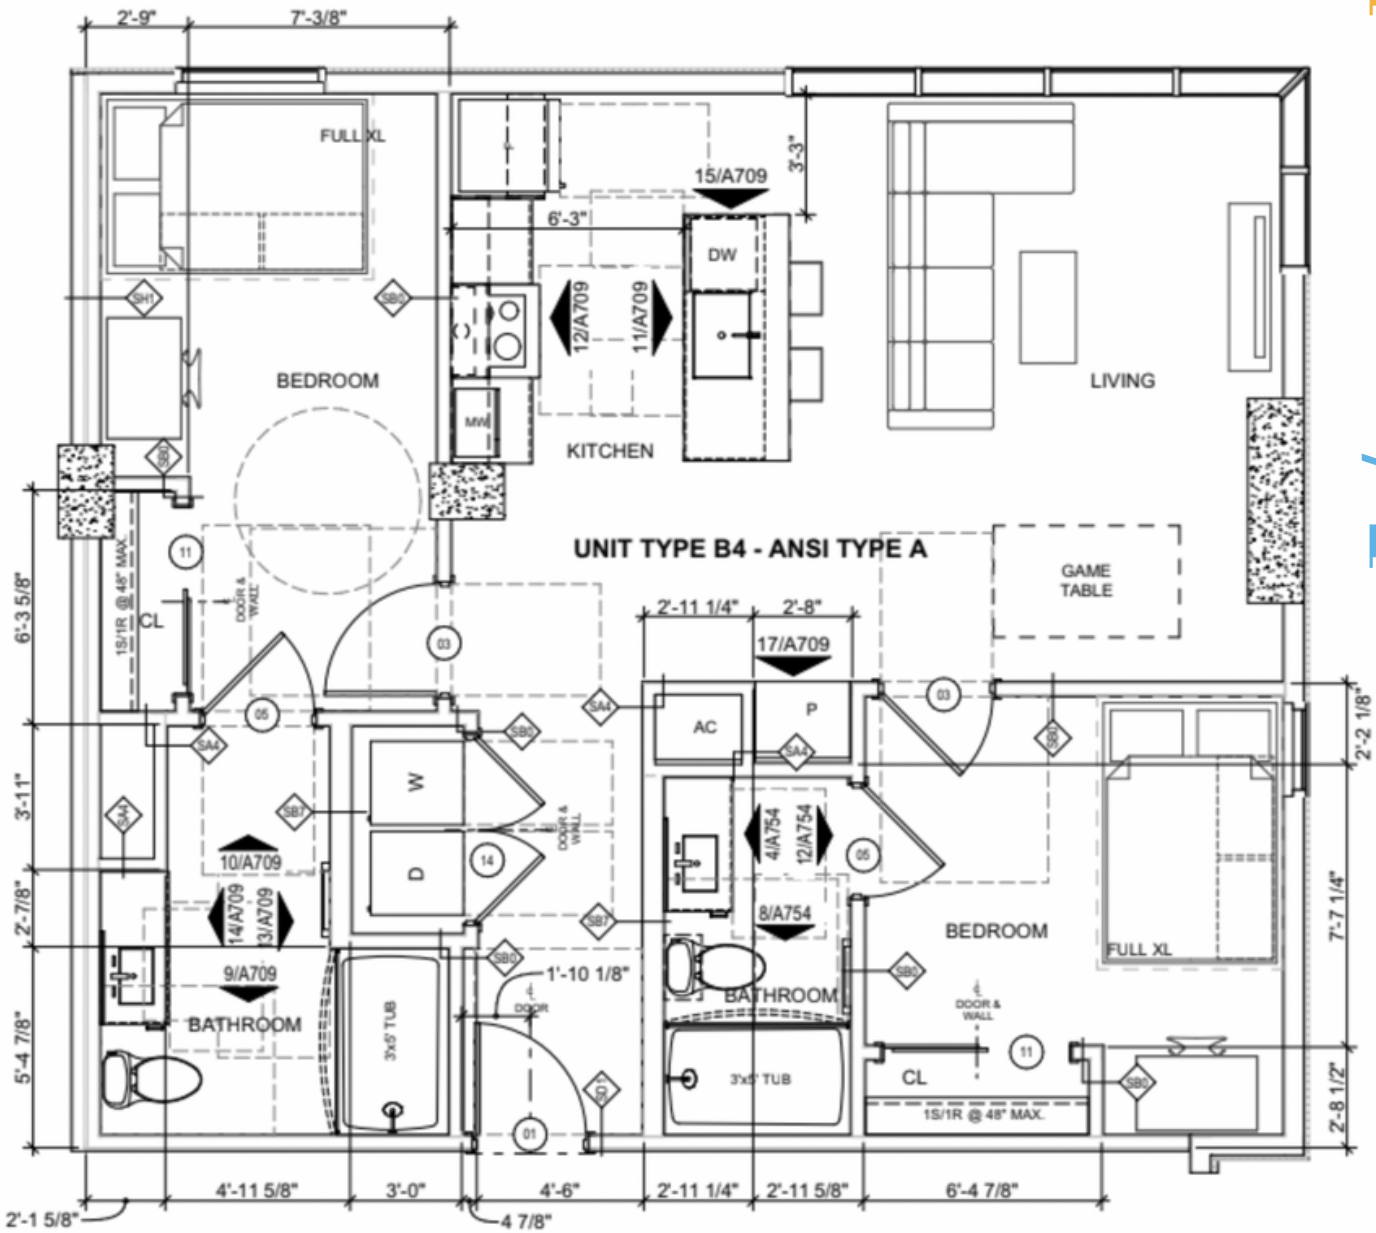 2'-9"
7'-3/8"
FULL XL
F
15/A709
3'-3"
6'-3"
DW
SH1
SB0
12/A709
11/A709
BEDROOM
LIVING
MW
KITCHEN
SB0
UNIT TYPE B4 - ANSI TYPE A
11
1S/1R @ 48" MAX.
CL
DOOR &
WALL
GAME
TABLE
6'-3 5/8"
2'-11 1/4"
2'-8"
03
17/A709
03
05
SA4
AC
P
SB0
SA4
SA4
SB0
2'-2 1/8"
W
3'-11"
SA4
SB7
DOOR &
WALL
4/A754
12/A754
05
10/A709
D
14
14/A709
13/A709
2'-7/8"
SB7
8/A754
BEDROOM
FULL XL
7'-7 1/4"
9/A709
SB0
1'-10 1/8"
SB0
BATHROOM
DOOR
DOOR &
WALL
BATHROOM
3'x5' TUB
5'-4 7/8"
11
3'x5' TUB
CL
SB0
SD1
1S/1R @ 48" MAX.
2'-8 1/2"
01
2'-1 5/8"
4'-11 5/8"
3'-0"
4 7/8"
4'-6"
2'-11 1/4"
2'-11 5/8"
6'-4 7/8"